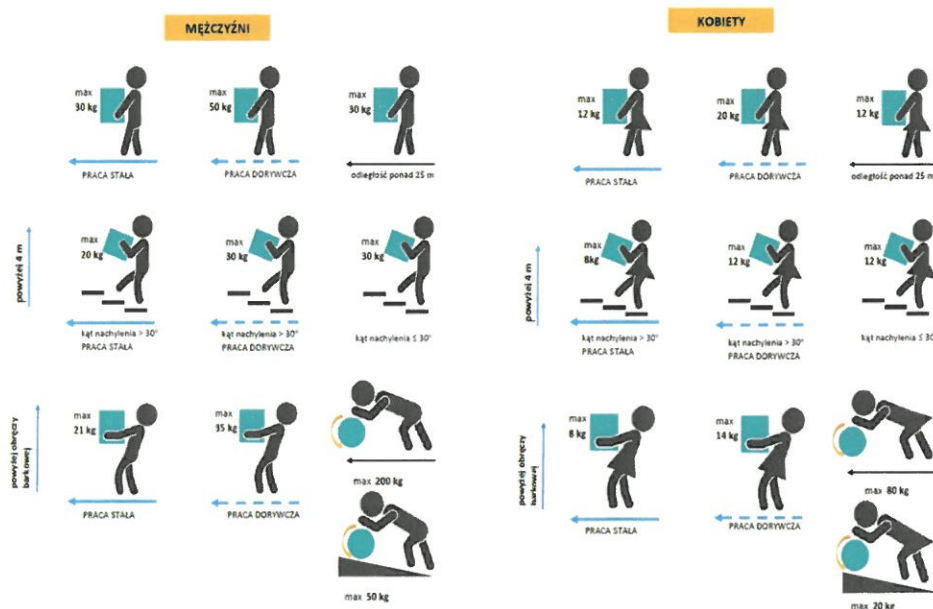 MĘŻCZYŹNI
max
30 kg
PRACA STAŁA
max
50 kg
PRACA DORYWCZA
max
30 kg
odległość ponad 25 m
powyżej 4 m
max
20 kg
kąt nachylenia > 30°
PRACA STAŁA
max
30 kg
kąt nachylenia > 30°
PRACA DORYWCZA
max
30 kg
kąt nachylenia ≤ 30°
powyżej obręczy
barkowej
max
21 kg
PRACA STAŁA
max
35 kg
PRACA DORYWCZA
max 200 kg
max 50 kg
KOBIETY
max
12 kg
PRACA STAŁA
max
20 kg
PRACA DORYWCZA
max
12 kg
odległość ponad 25 m
powyżej 4 m
max
8kg
kąt nachylenia > 30°
PRACA STAŁA
max
12 kg
kąt nachylenia > 30°
PRACA DORYWCZA
max
12 kg
kąt nachylenia ≤ 30°
powyżej obręczy
barkowej
max
8 kg
PRACA STAŁA
max
14 kg
PRACA DORYWCZA
max 80 kg
max 20 kg